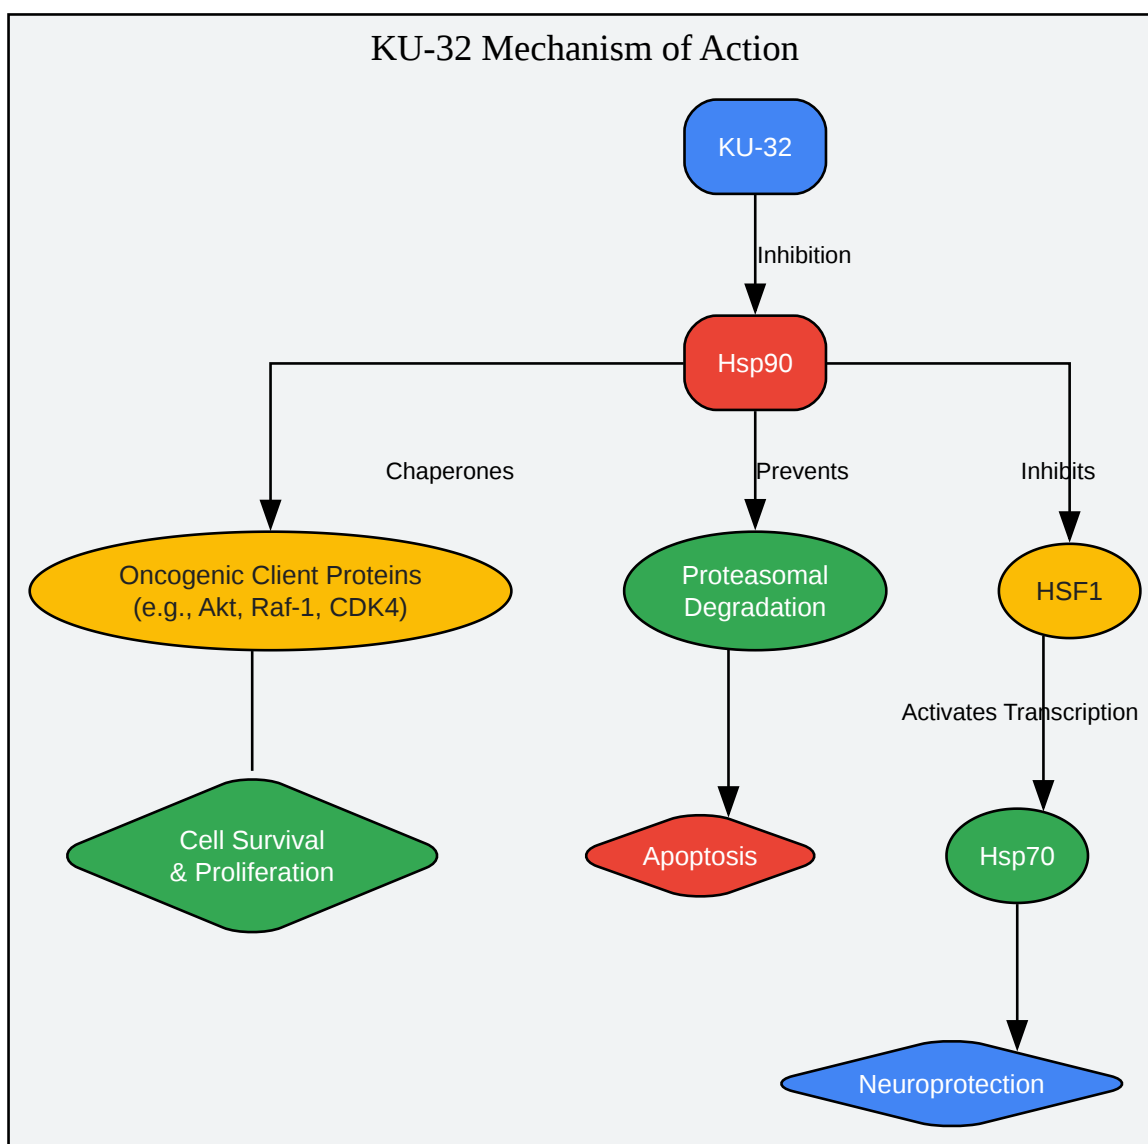 KU-32 Mechanism of Action
KU-32
Inhibition
Hsp90
Chaperones
Prevents
Inhibits
Oncogenic Client Proteins
(e.g., Akt, Raf-1, CDK4)
Proteasomal
Degradation
HSF1
Activates Transcription
Cell Survival
& Proliferation
Apoptosis
Hsp70
Neuroprotection